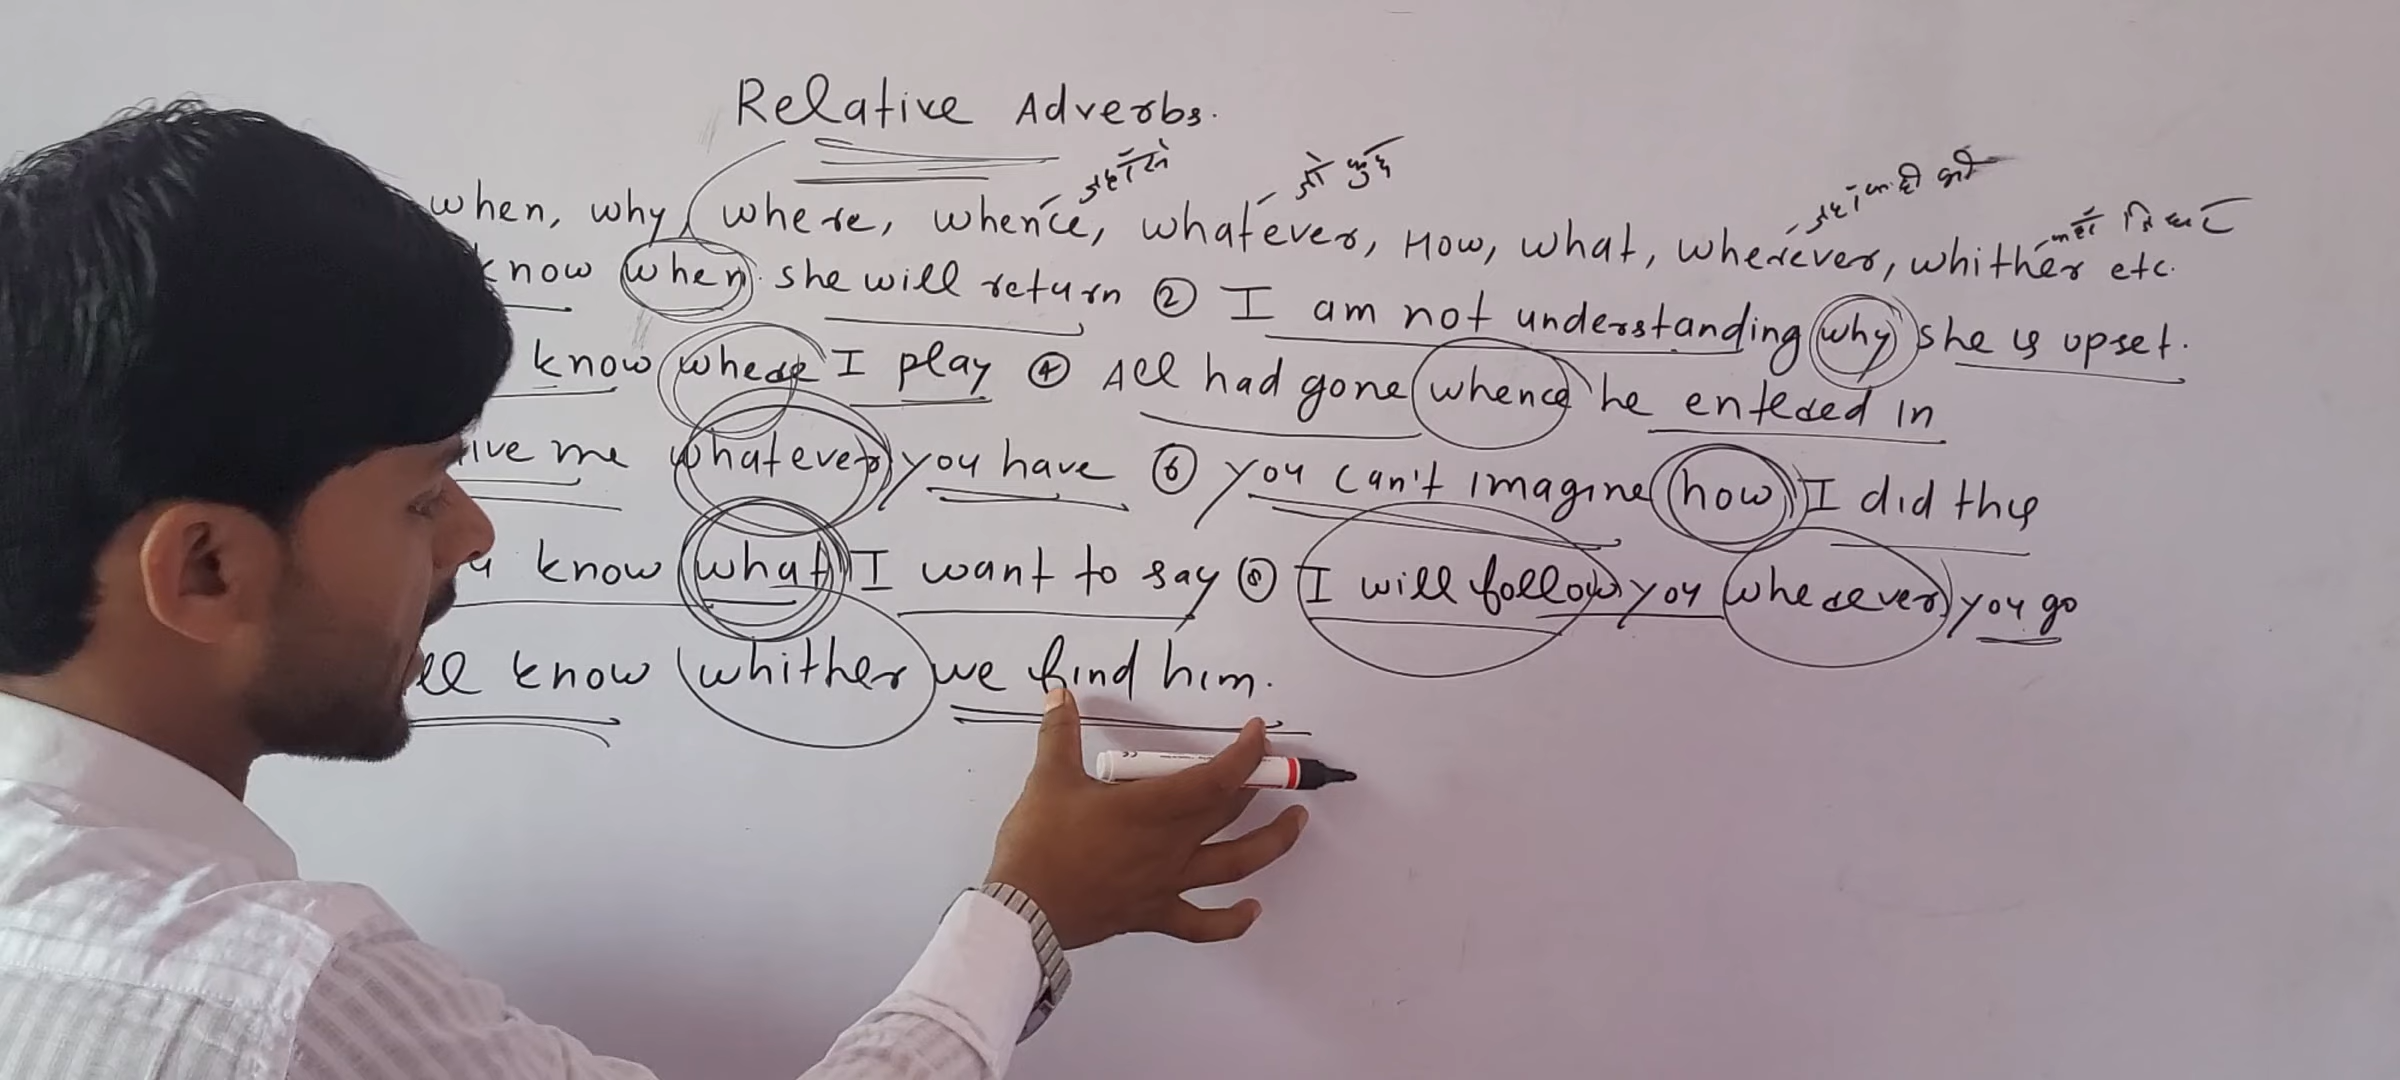 Relative Adverbs.
जहाँ से जो कुछ जहाँ कहीं भी
when, why, where, whence, whatever, How, what, wherever, whither etc.
know when she will return ② I am not understanding why she is upset.
know where I play ④ All had gone whence he entered in
ive me whatever you have ⑥ you can't imagine how I did this
u know what I want to say ⑧ I will follow you wherever you go
ll know whither we find him.